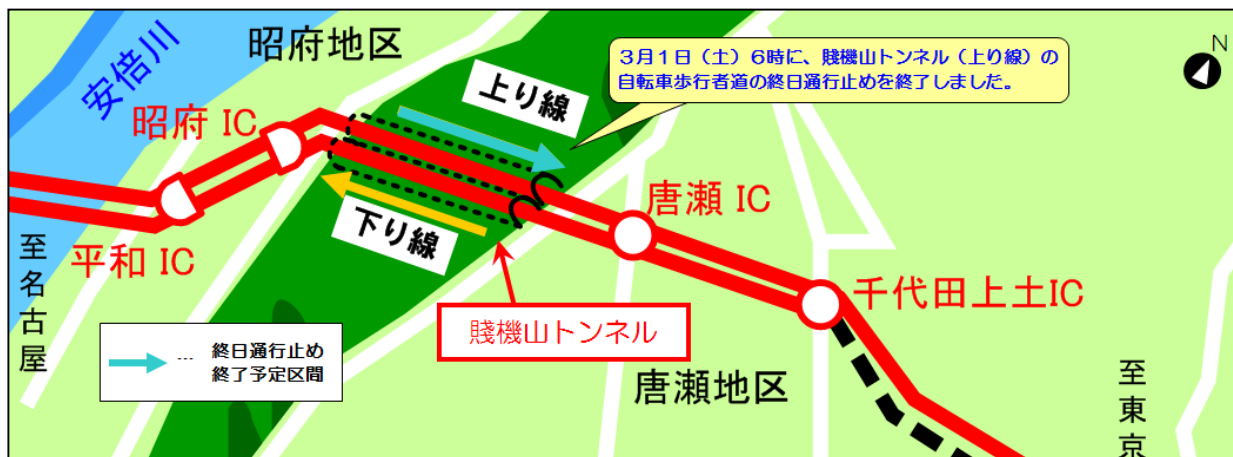 昭府地区
安倍川
3月1日（土）6時に、賤機山トンネル（上り線）の
自転車歩行者道の終日通行止めを終了しました。
N
上り線
昭府 IC
唐瀬 IC
下り線
平和 IC
至名古屋
千代田上土IC
賤機山トンネル
… 終日通行止め
終了予定区間
唐瀬地区
至東京